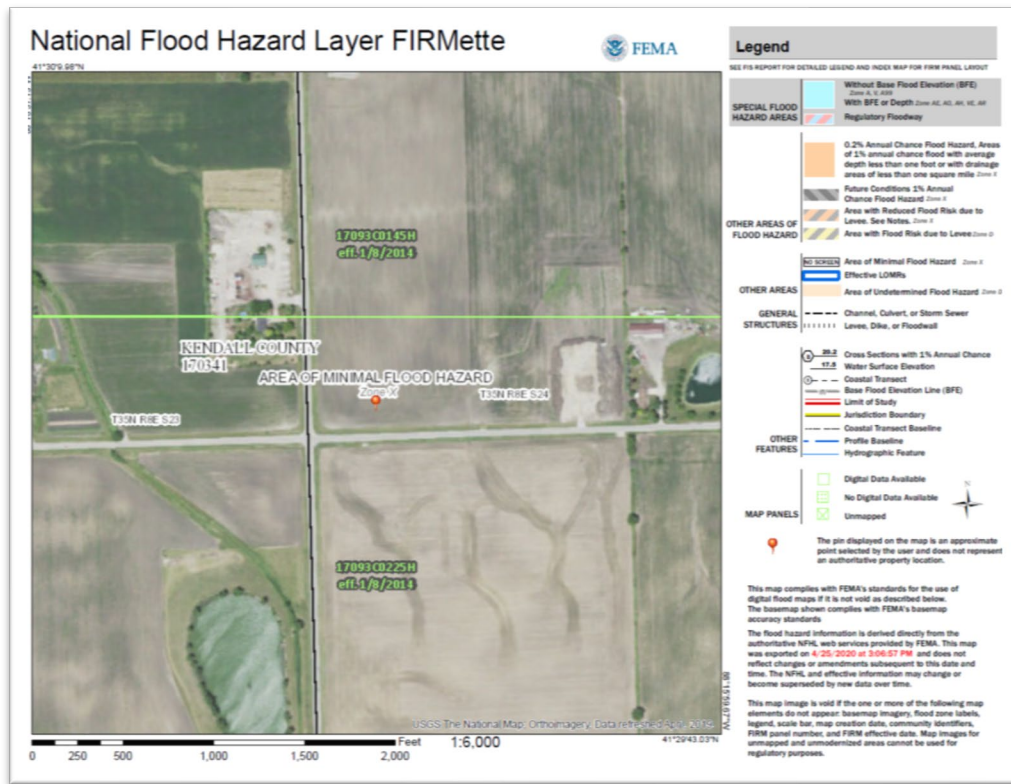 National Flood Hazard Layer FIRMette
FEMA
41°30'9.98"N
17093C0145H
eff. 1/8/2014
KENDALL COUNTY
170341
AREA OF MINIMAL FLOOD HAZARD
Zone X
T35N R8E S24
T35N R8E S23
17093C0225H
eff. 1/8/2014
USGS The National Map: Orthoimagery. Data refreshed
88°15'59.67"W
41°29'43.03"N
Feet
1:6,000
0 250 500 1,000 1,500 2,000
Legend
SEE FIS REPORT FOR DETAILED LEGEND AND INDEX MAP FOR FIRM PANEL LAYOUT
SPECIAL FLOOD
HAZARD AREAS
Without Base Flood Elevation (BFE)
Zone A, V, A99
With BFE or Depth Zone AE, AO, AH, VE, AR
Regulatory Floodway
OTHER AREAS OF
FLOOD HAZARD
0.2% Annual Chance Flood Hazard, Areas
of 1% annual chance flood with average
depth less than one foot or with drainage
areas of less than one square mile Zone X
Future Conditions 1% Annual
Chance Flood Hazard Zone X
Area with Reduced Flood Risk due to
Levee. See Notes. Zone X
Area with Flood Risk due to Levee Zone D
OTHER AREAS
NO SCREEN Area of Minimal Flood Hazard Zone X
Effective LOMRs
Area of Undetermined Flood Hazard Zone D
GENERAL
STRUCTURES
Channel, Culvert, or Storm Sewer
Levee, Dike, or Floodwall
OTHER
FEATURES
20.2 Cross Sections with 1% Annual Chance
17.5 Water Surface Elevation
Coastal Transect
Base Flood Elevation Line (BFE)
Limit of Study
Jurisdiction Boundary
Coastal Transect Baseline
Profile Baseline
Hydrographic Feature
MAP PANELS
Digital Data Available
No Digital Data Available
Unmapped
N
The pin displayed on the map is an approximate
point selected by the user and does not represent
an authoritative property location.
This map complies with FEMA's standards for the use of
digital flood maps if it is not void as described below.
The basemap shown complies with FEMA's basemap
accuracy standards
The flood hazard information is derived directly from the
authoritative NFHL web services provided by FEMA. This map
was exported on 4/25/2020 at 3:06:57 PM and does not
reflect changes or amendments subsequent to this date and
time. The NFHL and effective information may change or
become superseded by new data over time.
This map image is void if the one or more of the following map
elements do not appear: basemap imagery, flood zone labels,
legend, scale bar, map creation date, community identifiers,
FIRM panel number, and FIRM effective date. Map images for
unmapped and unmodernized areas cannot be used for
regulatory purposes.